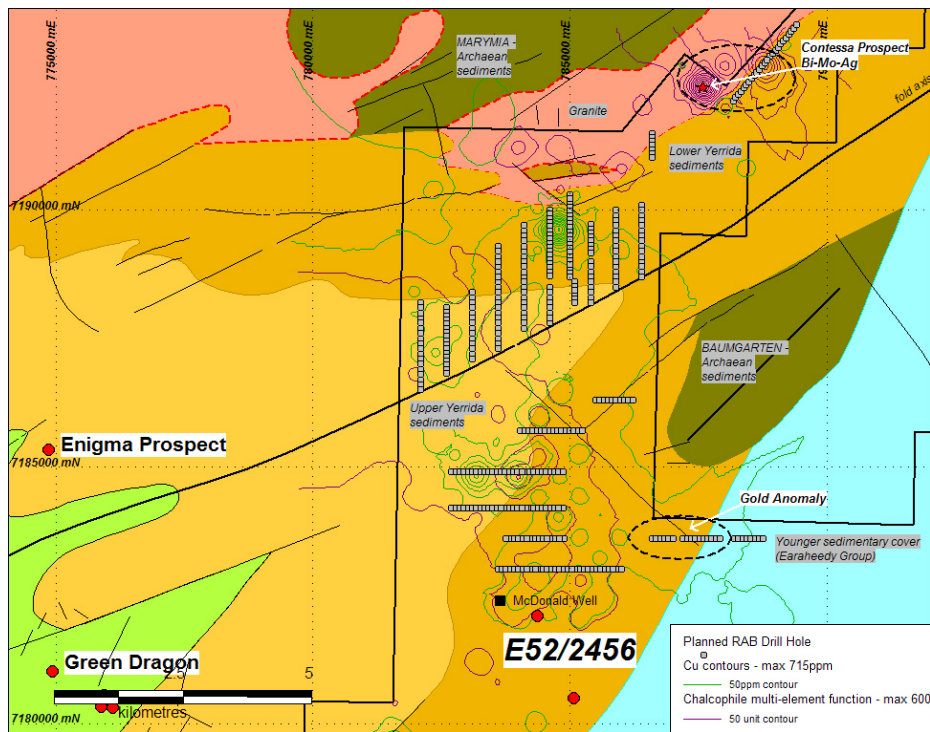 775000 mE
780000 mE
785000 mE
MARYMIA -
Archaean
sediments
Contessa Prospect
Bi-Mo-Ag
fold axis
Granite
Lower Yerrida
sediments
7190000 mN
BAUMGARTEN -
Archaean
sediments
Upper Yerrida
sediments
Enigma Prospect
7185000 mN
Gold Anomaly
Younger sedimentary cover
(Earaheedy Group)
McDonald Well
E52/2456
Green Dragon
2.5
5
kilometres
7180000 mN
Planned RAB Drill Hole
Cu contours - max 715ppm
50ppm contour
Chalcophile multi-element function - max 600
50 unit contour